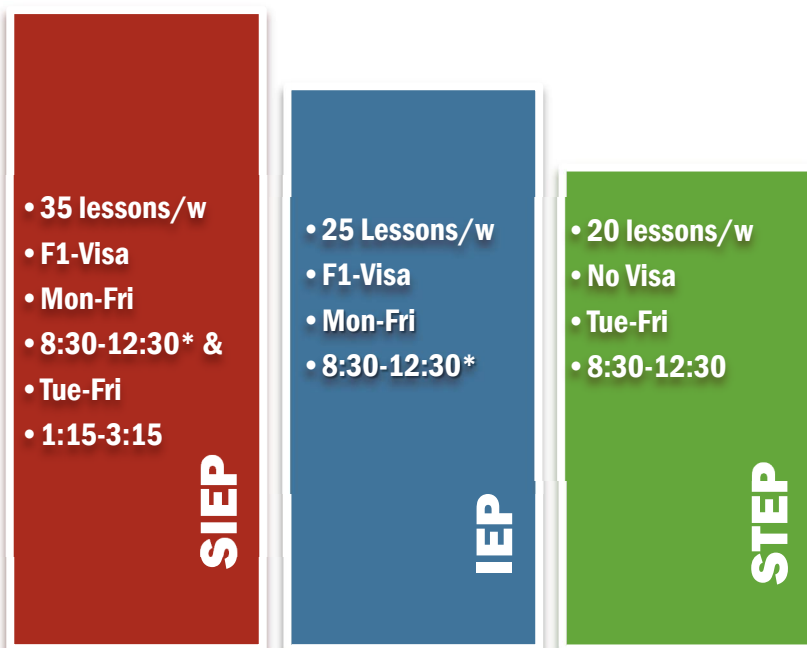 • 35 lessons/w
• F1-Visa
• Mon-Fri
• 8:30-12:30* &
• Tue-Fri
• 1:15-3:15
SIEP
• 25 Lessons/w
• F1-Visa
• Mon-Fri
• 8:30-12:30*
IEP
• 20 lessons/w
• No Visa
• Tue-Fri
• 8:30-12:30
STEP